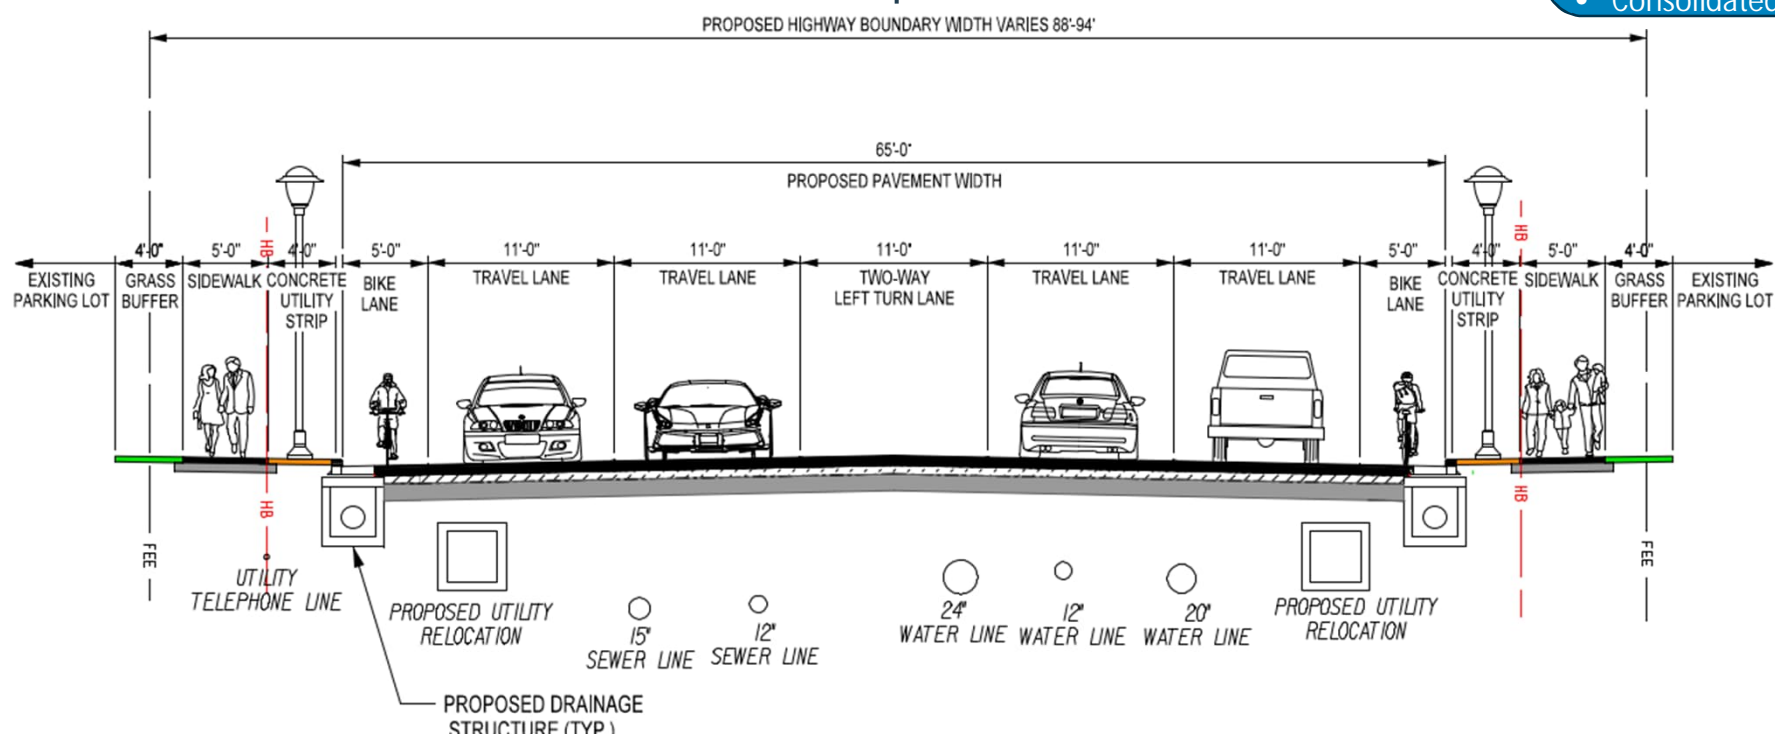 consolidated
PROPOSED HIGHWAY BOUNDARY WIDTH VARIES 88'-94'
65'-0"
PROPOSED PAVEMENT WIDTH
4'-0"
5'-0"
HB
4'-0"
5'-0"
11'-0"
11'-0"
11'-0"
11'-0"
11'-0"
5'-0"
4'-0"
HB
5'-0"
4'-0"
EXISTING
PARKING LOT
GRASS
BUFFER
SIDEWALK
CONCRETE
UTILITY
STRIP
BIKE
LANE
TRAVEL LANE
TRAVEL LANE
TWO-WAY
LEFT TURN LANE
TRAVEL LANE
TRAVEL LANE
BIKE
LANE
CONCRETE
UTILITY
STRIP
SIDEWALK
GRASS
BUFFER
EXISTING
PARKING LOT
HB
HB
FEE
FEE
UTILITY
TELEPHONE LINE
PROPOSED UTILITY
RELOCATION
15"
SEWER LINE
12"
SEWER LINE
24"
WATER LINE
12"
WATER LINE
20"
WATER LINE
PROPOSED UTILITY
RELOCATION
PROPOSED DRAINAGE
STRUCTURE (TYP.)